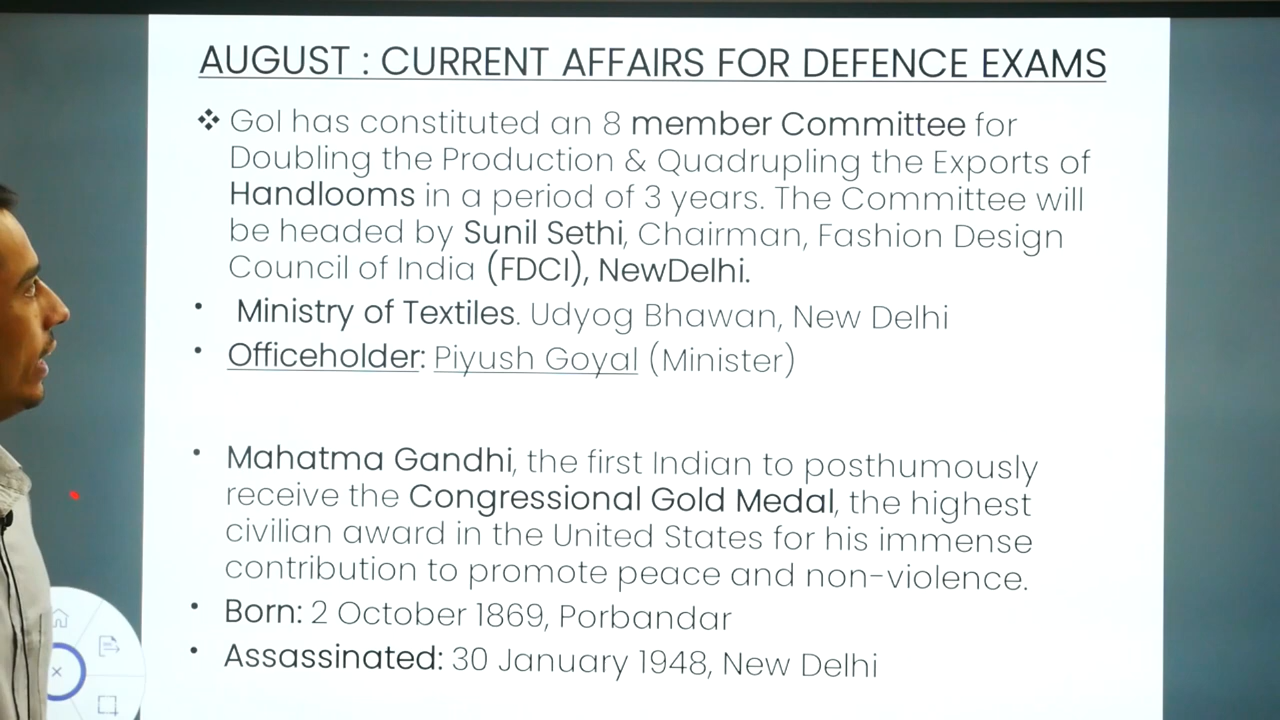 AUGUST : CURRENT AFFAIRS FOR DEFENCE EXAMS
❖ GoI has constituted an 8 member Committee for
Doubling the Production & Quadrupling the Exports of
Handlooms in a period of 3 years. The Committee will
be headed by Sunil Sethi, Chairman, Fashion Design
Council of India (FDCI), NewDelhi.
• Ministry of Textiles. Udyog Bhawan, New Delhi
• Officeholder: Piyush Goyal (Minister)
• Mahatma Gandhi, the first Indian to posthumously
receive the Congressional Gold Medal, the highest
civilian award in the United States for his immense
contribution to promote peace and non-violence.
• Born: 2 October 1869, Porbandar
• Assassinated: 30 January 1948, New Delhi